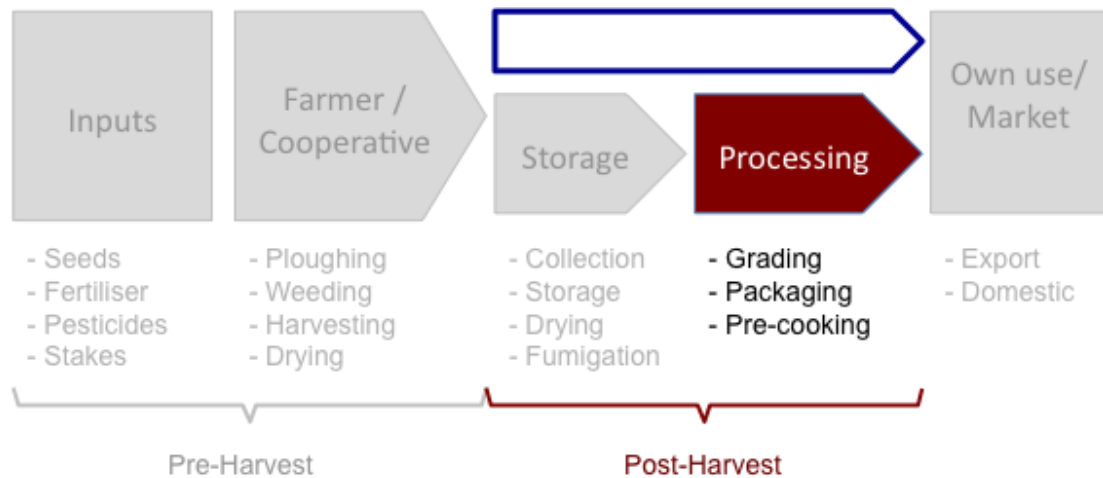 Inputs
Farmer /
Cooperative
Storage
Processing
Own use/
Market
- Seeds
- Fertiliser
- Pesticides
- Stakes
- Ploughing
- Weeding
- Harvesting
- Drying
- Collection
- Storage
- Drying
- Fumigation
- Grading
- Packaging
- Pre-cooking
- Export
- Domestic
Pre-Harvest
Post-Harvest